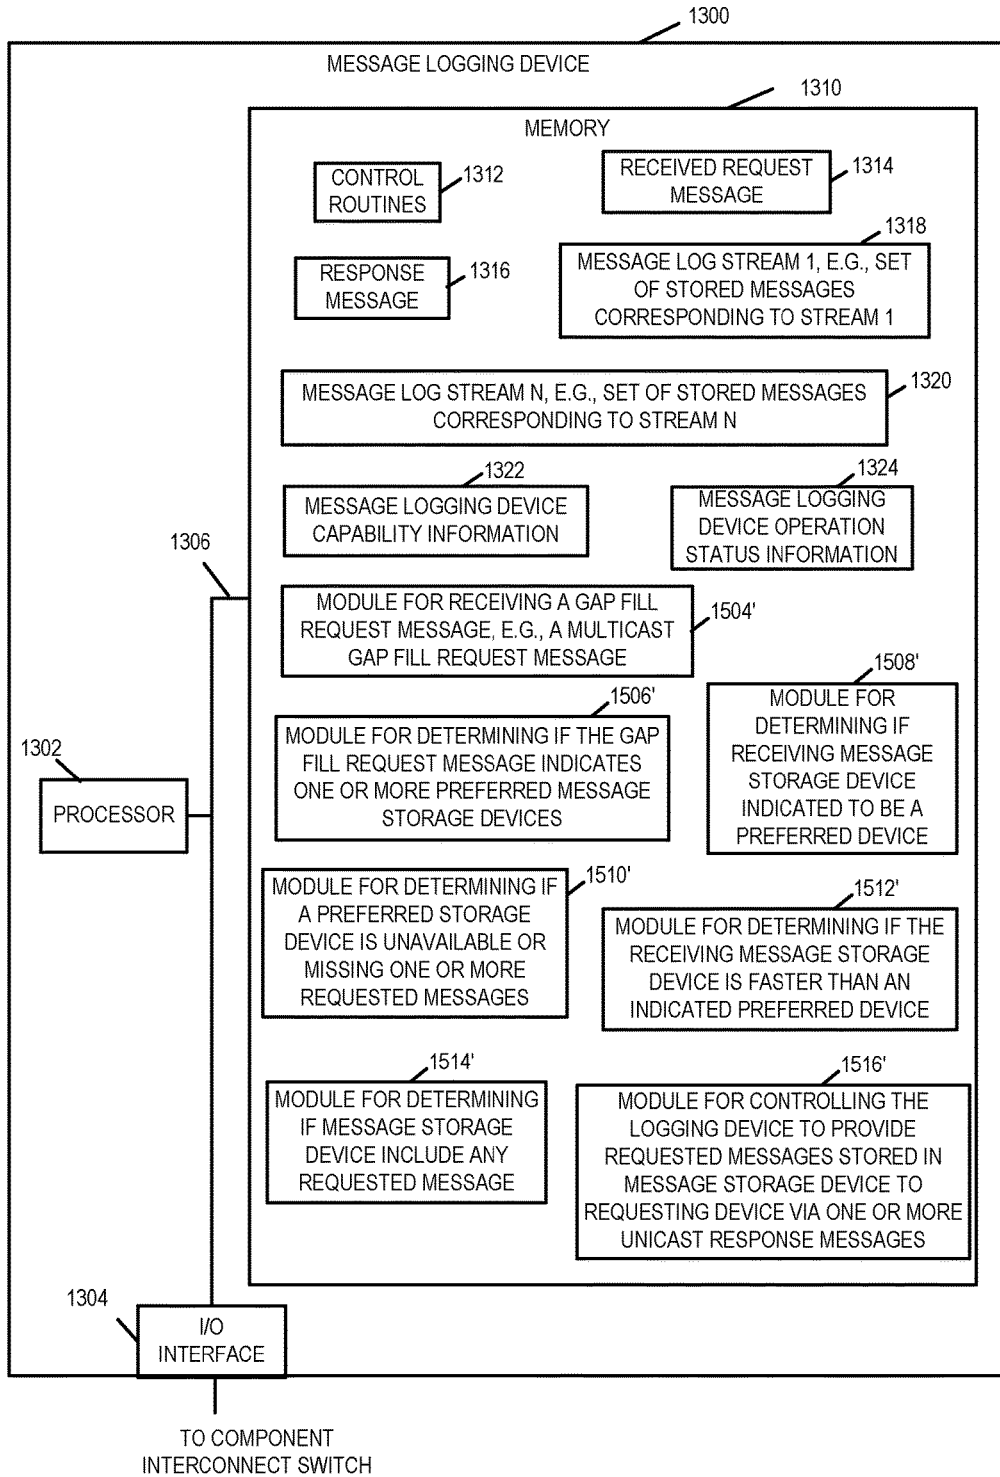 1300
MESSAGE LOGGING DEVICE
1310
MEMORY
CONTROL
ROUTINES
1312
RECEIVED REQUEST
MESSAGE
1314
RESPONSE
MESSAGE
1316
1318
MESSAGE LOG STREAM 1, E.G., SET
OF STORED MESSAGES
CORRESPONDING TO STREAM 1
MESSAGE LOG STREAM N, E.G., SET OF STORED MESSAGES
CORRESPONDING TO STREAM N
1320
1322
MESSAGE LOGGING DEVICE
CAPABILITY INFORMATION
1324
MESSAGE LOGGING
DEVICE OPERATION
STATUS INFORMATION
1306
MODULE FOR RECEIVING A GAP FILL
REQUEST MESSAGE, E.G., A MULTICAST
GAP FILL REQUEST MESSAGE
1504'
1506'
MODULE FOR DETERMINING IF THE GAP
FILL REQUEST MESSAGE INDICATES
ONE OR MORE PREFERRED MESSAGE
STORAGE DEVICES
1508'
MODULE FOR
DETERMINING IF
RECEIVING MESSAGE
STORAGE DEVICE
INDICATED TO BE A
PREFERRED DEVICE
1302
PROCESSOR
1510'
MODULE FOR DETERMINING IF
A PREFERRED STORAGE
DEVICE IS UNAVAILABLE OR
MISSING ONE OR MORE
REQUESTED MESSAGES
1512'
MODULE FOR DETERMINING IF THE
RECEIVING MESSAGE STORAGE
DEVICE IS FASTER THAN AN
INDICATED PREFERRED DEVICE
1514'
MODULE FOR DETERMINING
IF MESSAGE STORAGE
DEVICE INCLUDE ANY
REQUESTED MESSAGE
1516'
MODULE FOR CONTROLLING THE
LOGGING DEVICE TO PROVIDE
REQUESTED MESSAGES STORED IN
MESSAGE STORAGE DEVICE TO
REQUESTING DEVICE VIA ONE OR MORE
UNICAST RESPONSE MESSAGES
1304
I/O
INTERFACE
TO COMPONENT
INTERCONNECT SWITCH